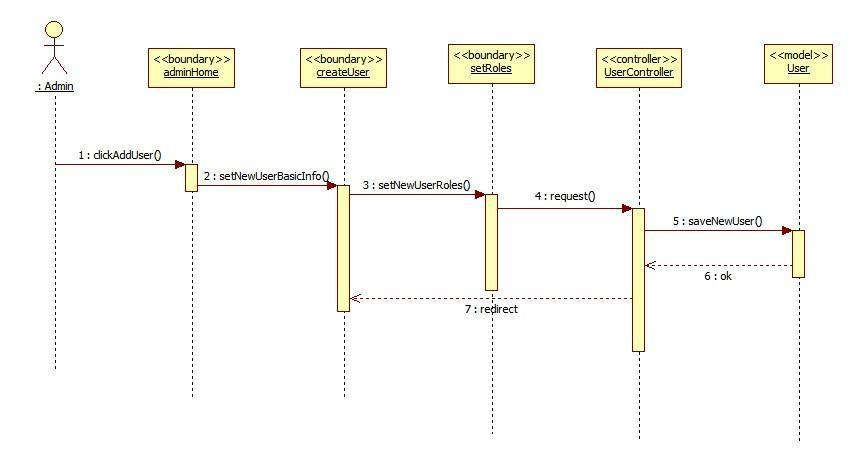 : Admin
<<boundary>>
adminHome
<<boundary>>
createUser
<<boundary>>
setRoles
<<controller>>
UserController
<<model>>
User
1 : clickAddUser()
2 : setNewUserBasicInfo()
3 : setNewUserRoles()
4 : request()
5 : saveNewUser()
6 : ok
7 : redirect